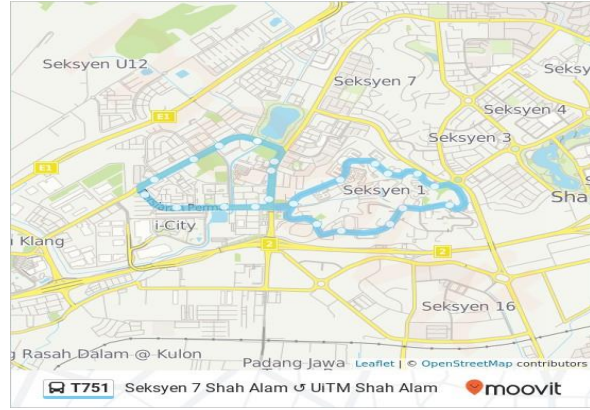 Seksyen U12
Seksyen 7
Seksy
E1
Seksyen 4
Seksyen 3
E1
Seksyen 1
Sha
i-City
Klang
2
2
Seksyen 16
g Rasah Dalam @ Kulon
Padang Jawa
Leaflet | © OpenStreetMap contributors
T751 Seksyen 7 Shah Alam ↺ UiTM Shah Alam
moovit